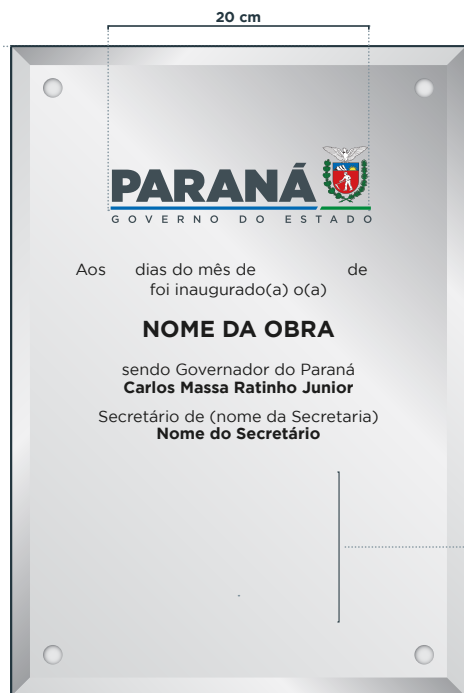 20 cm
PARANÁ
GOVERNO DO ESTADO
Aos dias do mês de de
foi inaugurado(a) o(a)
NOME DA OBRA
sendo Governador do Paraná
Carlos Massa Ratinho Junior
Secretário de (nome da Secretaria)
Nome do Secretário